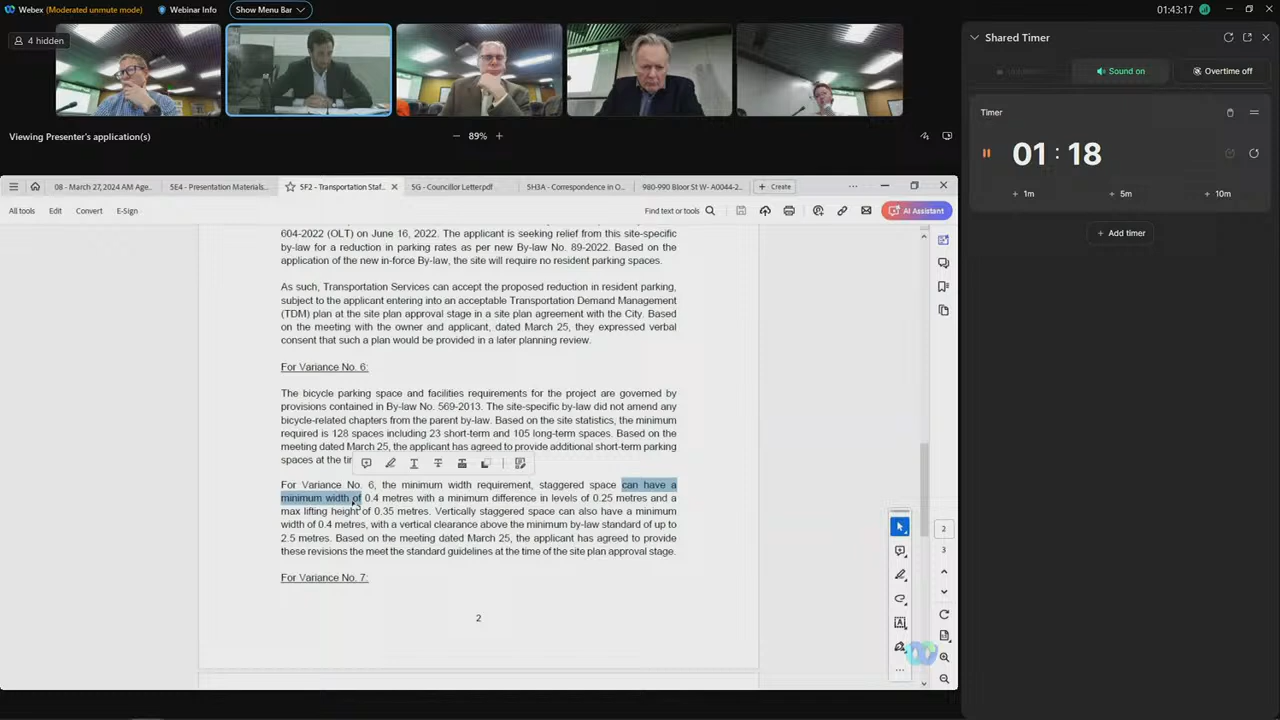 Webex (Moderated unmute mode) Webinar Info Show Menu Bar 01:43:17
4 hidden
Viewing Presenter's application(s) 89%
08 - March 27,2024 AM Age... 5E4 - Presentation Materials... 5F2 - Transportation Staf... 5G - Councillor Letterpdf 5H3A - Correspondence in O... 980-990 Bloor St W- A0044-2... + Create
All tools Edit Convert E-Sign Find text or tools AI Assistant
604-2022 (OLT) on June 16, 2022. The applicant is seeking relief from this site-specific
by-law for a reduction in parking rates as per new By-law No. 89-2022. Based on the
application of the new in-force By-law, the site will require no resident parking spaces.
As such, Transportation Services can accept the proposed reduction in resident parking,
subject to the applicant entering into an acceptable Transportation Demand Management
(TDM) plan at the site plan approval stage in a site plan agreement with the City. Based
on the meeting with the owner and applicant, dated March 25, they expressed verbal
consent that such a plan would be provided in a later planning review.
For Variance No. 6:
The bicycle parking space and facilities requirements for the project are governed by
provisions contained in By-law No. 569-2013. The site-specific by-law did not amend any
bicycle-related chapters from the parent by-law. Based on the site statistics, the minimum
required is 128 spaces including 23 short-term and 105 long-term spaces. Based on the
meeting dated March 25, the applicant has agreed to provide additional short-term parking
spaces at the
For Variance No. 6, the minimum width requirement, staggered space can have a
minimum width of 0.4 metres with a minimum difference in levels of 0.25 metres and a
max lifting height of 0.35 metres. Vertically staggered space can also have a minimum
width of 0.4 metres, with a vertical clearance above the minimum by-law standard of up to
2.5 metres. Based on the meeting dated March 25, the applicant has agreed to provide
these revisions the meet the standard guidelines at the time of the site plan approval stage.
For Variance No. 7:
2
2
3
Shared Timer
Sound on Overtime off
Timer
01 : 18
+ 1m + 5m + 10m
+ Add timer